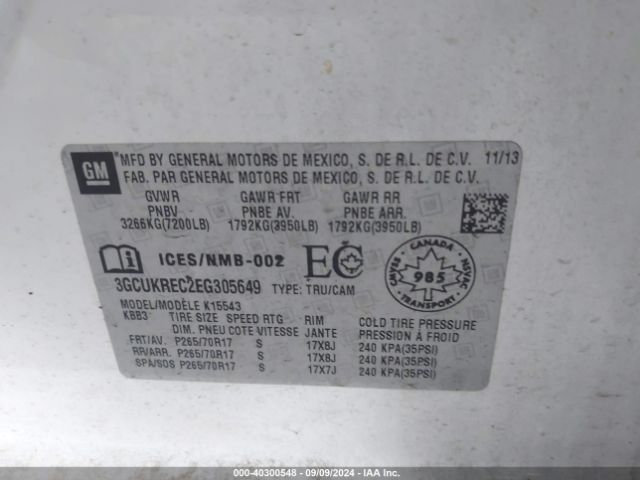 GM
MFD BY GENERAL MOTORS DE MEXICO, S. DE R.L. DE C.V. 11/13
FAB. PAR GENERAL MOTORS DE MEXICO, S. DE R.L. DE C.V.
GVWR GAWR FRT GAWR RR
PNBV PNBE AV. PNBE ARR.
3266KG(7200LB) 1792KG(3950LB) 1792KG(3950LB)
ICES/NMB-002 EC
CANADA
985
TRANSPORT
CMVSS NSVAC
3GCUKREC2EG305649 TYPE: TRU/CAM
MODEL/MODÈLE K15543
KBB3 TIRE SIZE SPEED RTG RIM COLD TIRE PRESSURE
DIM. PNEU COTE VITESSE JANTE PRESSION À FROID
FRT/AV. P265/70R17 S 17X8J 240 KPA(35PSI)
RR/ARR. P265/70R17 S 17X8J 240 KPA(35PSI)
SPA/SOS P265/70R17 S 17X7J 240 KPA(35PSI)
000-40300548 - 09/09/2024 - IAA Inc.